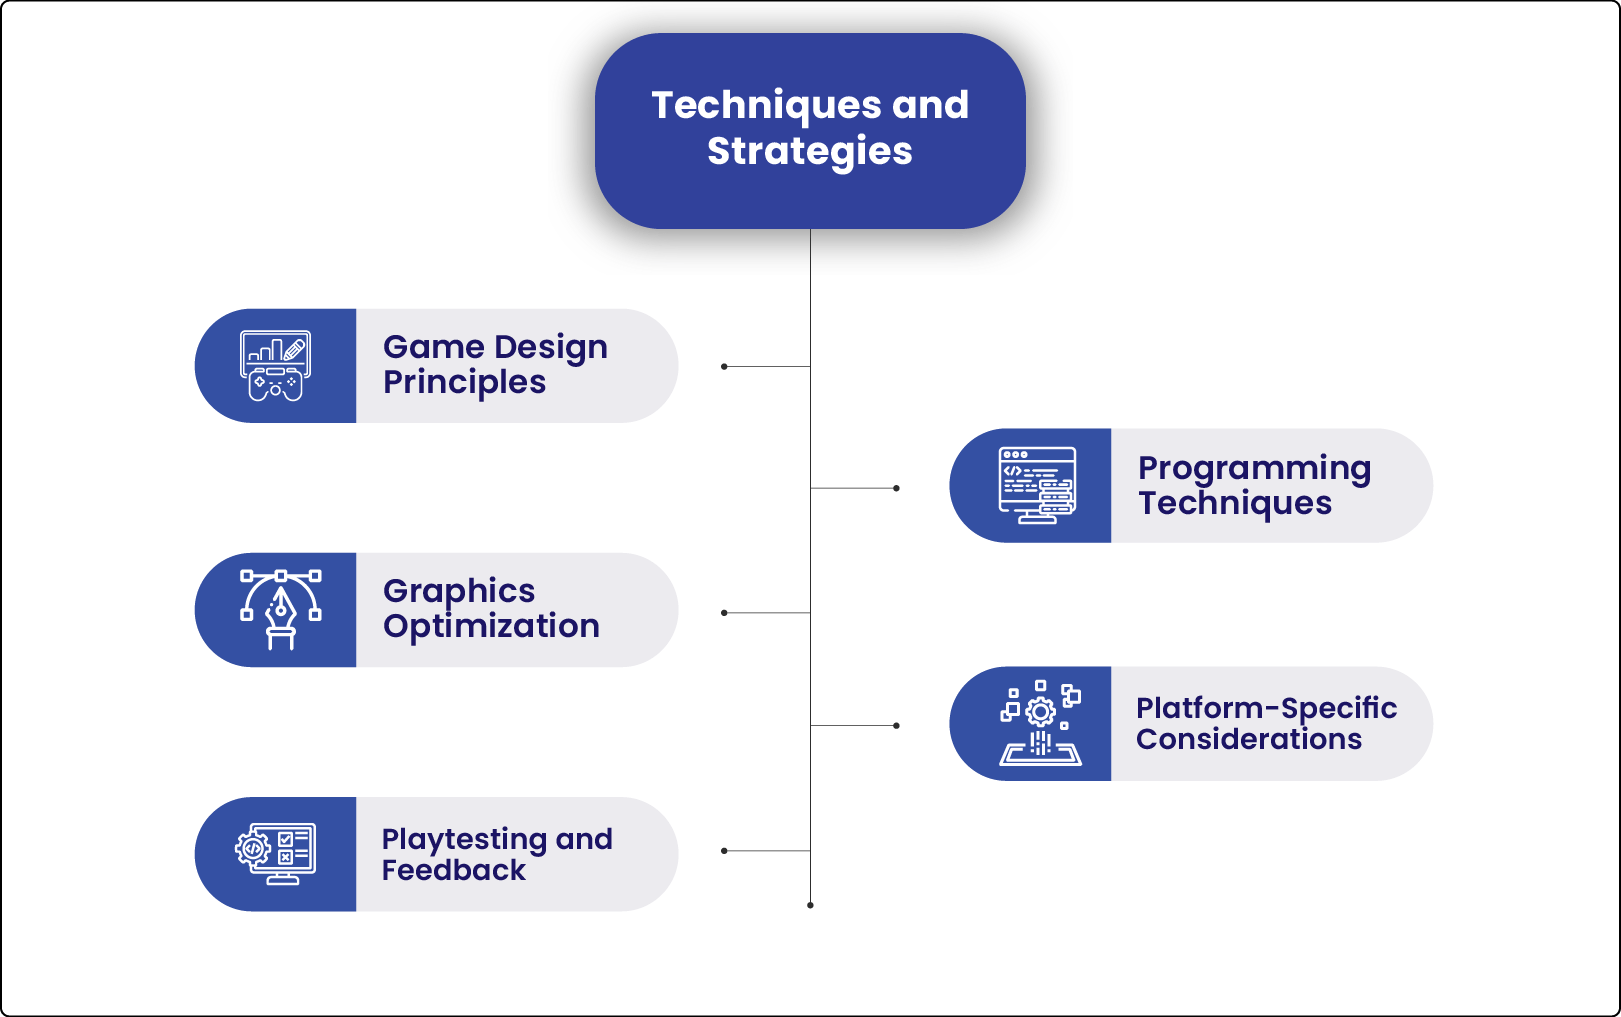 Techniques and
Strategies
Game Design
Principles
Programming
Techniques
Graphics
Optimization
Platform-Specific
Considerations
Playtesting and
Feedback